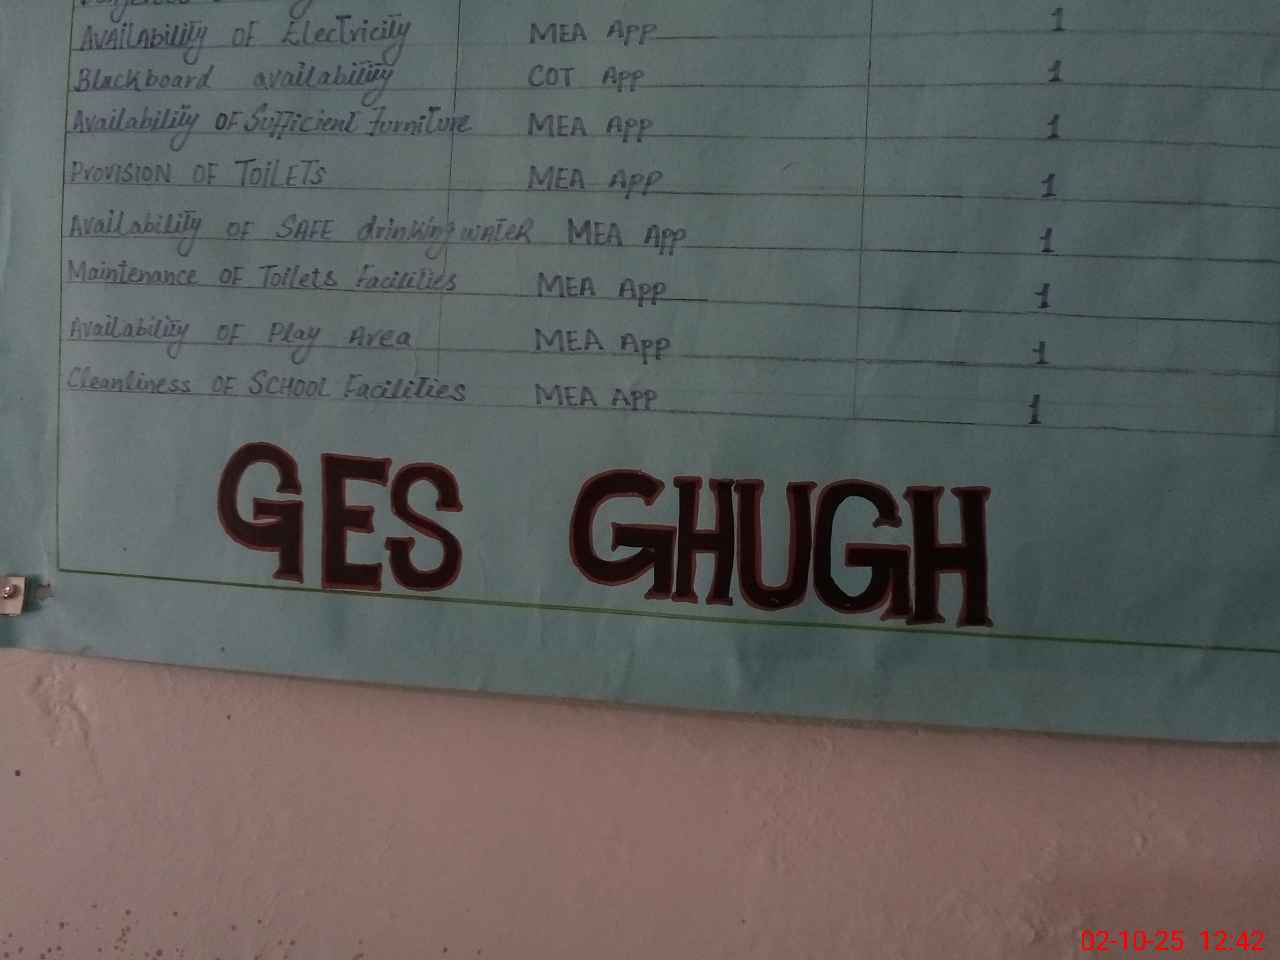 Availability OF Electricity MEA App 1
Blackboard availability COT App 1
Availability OF Sufficient Furniture MEA App 1
Provision OF Toilets MEA App 1
Availability OF SAFE drinking water MEA App 1
Maintenance OF Toilets Facilities MEA App 1
Availability OF Play Area MEA App 1
Cleanliness OF SCHOOL Facilities MEA App 1
GES GHUGH
02-10-25 12:42